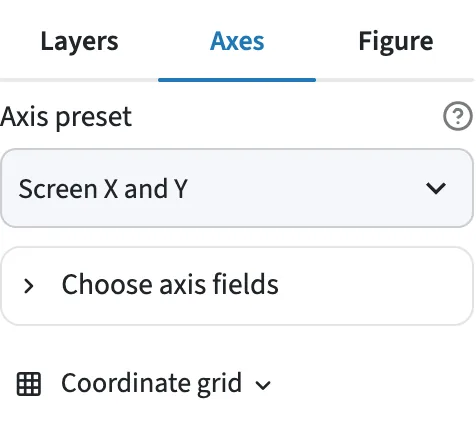 Layers Axes Figure
Axis preset
Screen X and Y
Choose axis fields
Coordinate grid